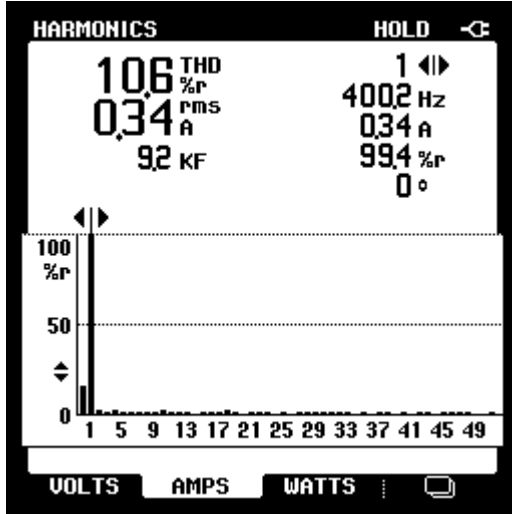 HARMONICS HOLD
10,6 THD %r 1
0,34 rms A 400,2 Hz
9,2 KF 0,34 A
99,4 %r
0 °
100
%r
50
0
1 5 9 13 17 21 25 29 33 37 41 45 49
VOLTS AMPS WATTS